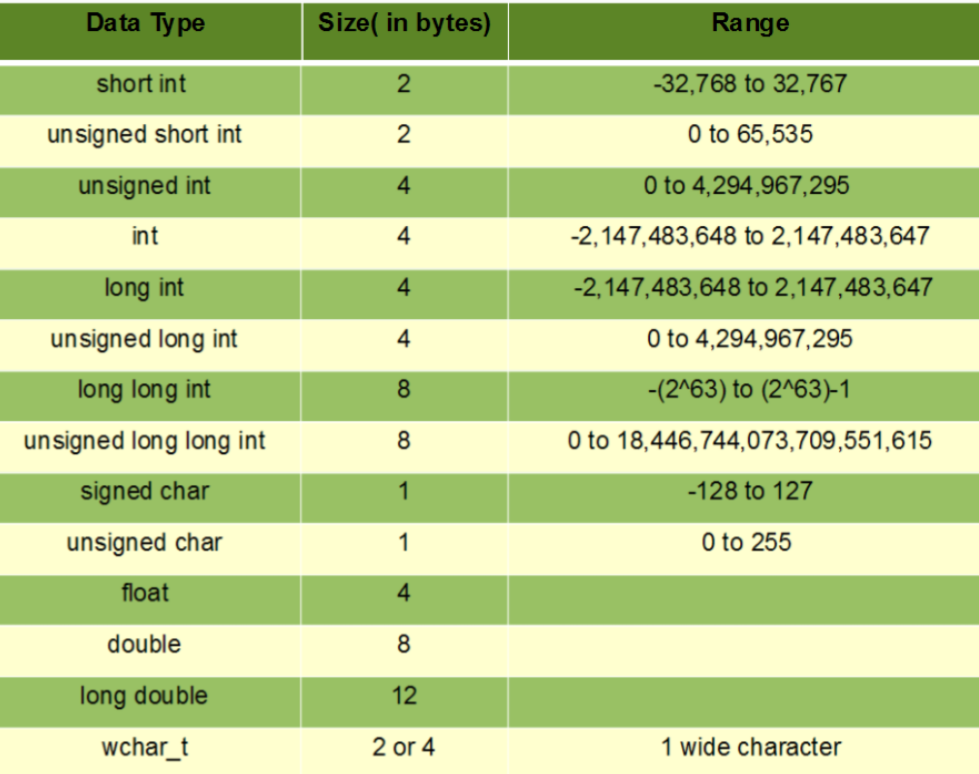 Data Type Size( in bytes) Range
short int 2 -32,768 to 32,767
unsigned short int 2 0 to 65,535
unsigned int 4 0 to 4,294,967,295
int 4 -2,147,483,648 to 2,147,483,647
long int 4 -2,147,483,648 to 2,147,483,647
unsigned long int 4 0 to 4,294,967,295
long long int 8 -(2^63) to (2^63)-1
unsigned long long int 8 0 to 18,446,744,073,709,551,615
signed char 1 -128 to 127
unsigned char 1 0 to 255
float 4
double 8
long double 12
wchar_t 2 or 4 1 wide character